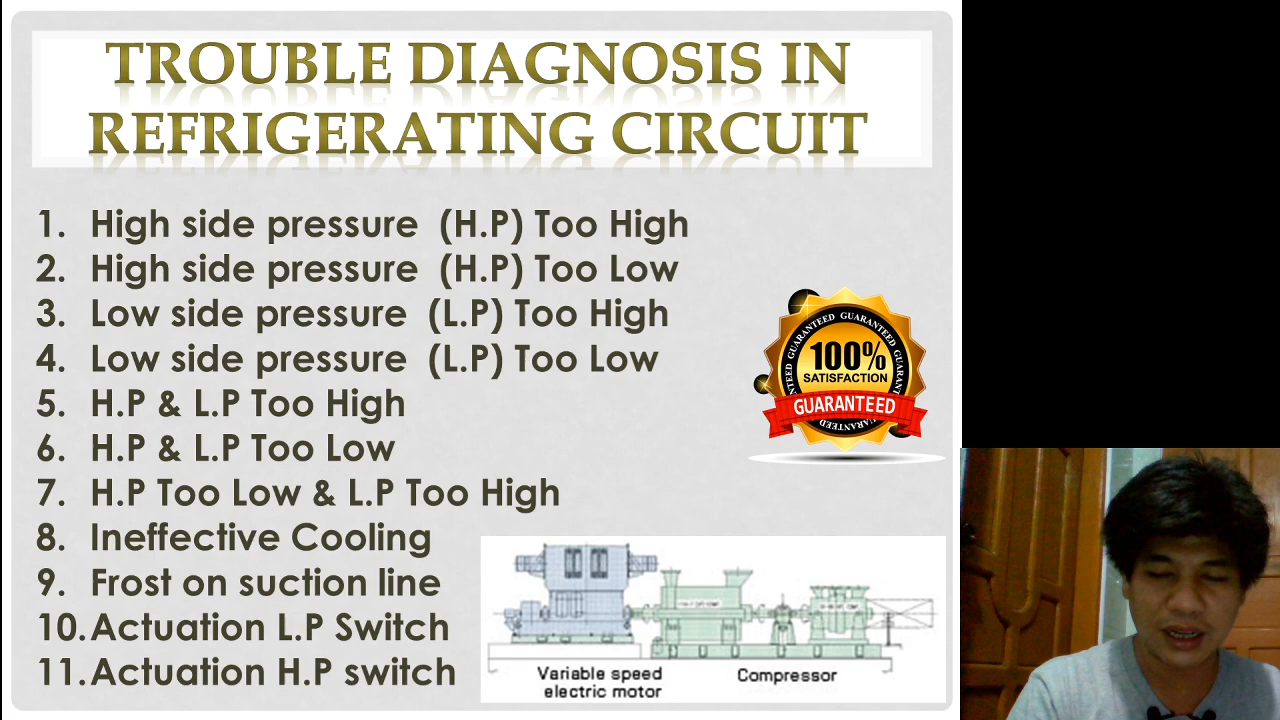 TROUBLE DIAGNOSIS IN
REFRIGERATING CIRCUIT
1. High side pressure (H.P) Too High
2. High side pressure (H.P) Too Low
3. Low side pressure (L.P) Too High
4. Low side pressure (L.P) Too Low
5. H.P & L.P Too High
6. H.P & L.P Too Low
7. H.P Too Low & L.P Too High
8. Ineffective Cooling
9. Frost on suction line
10. Actuation L.P Switch
11. Actuation H.P switch
GUARANTEED GUARANTEED
100%
SATISFACTION
GUARANTEED
GUARANTEED
Variable speed
electric motor
Compressor